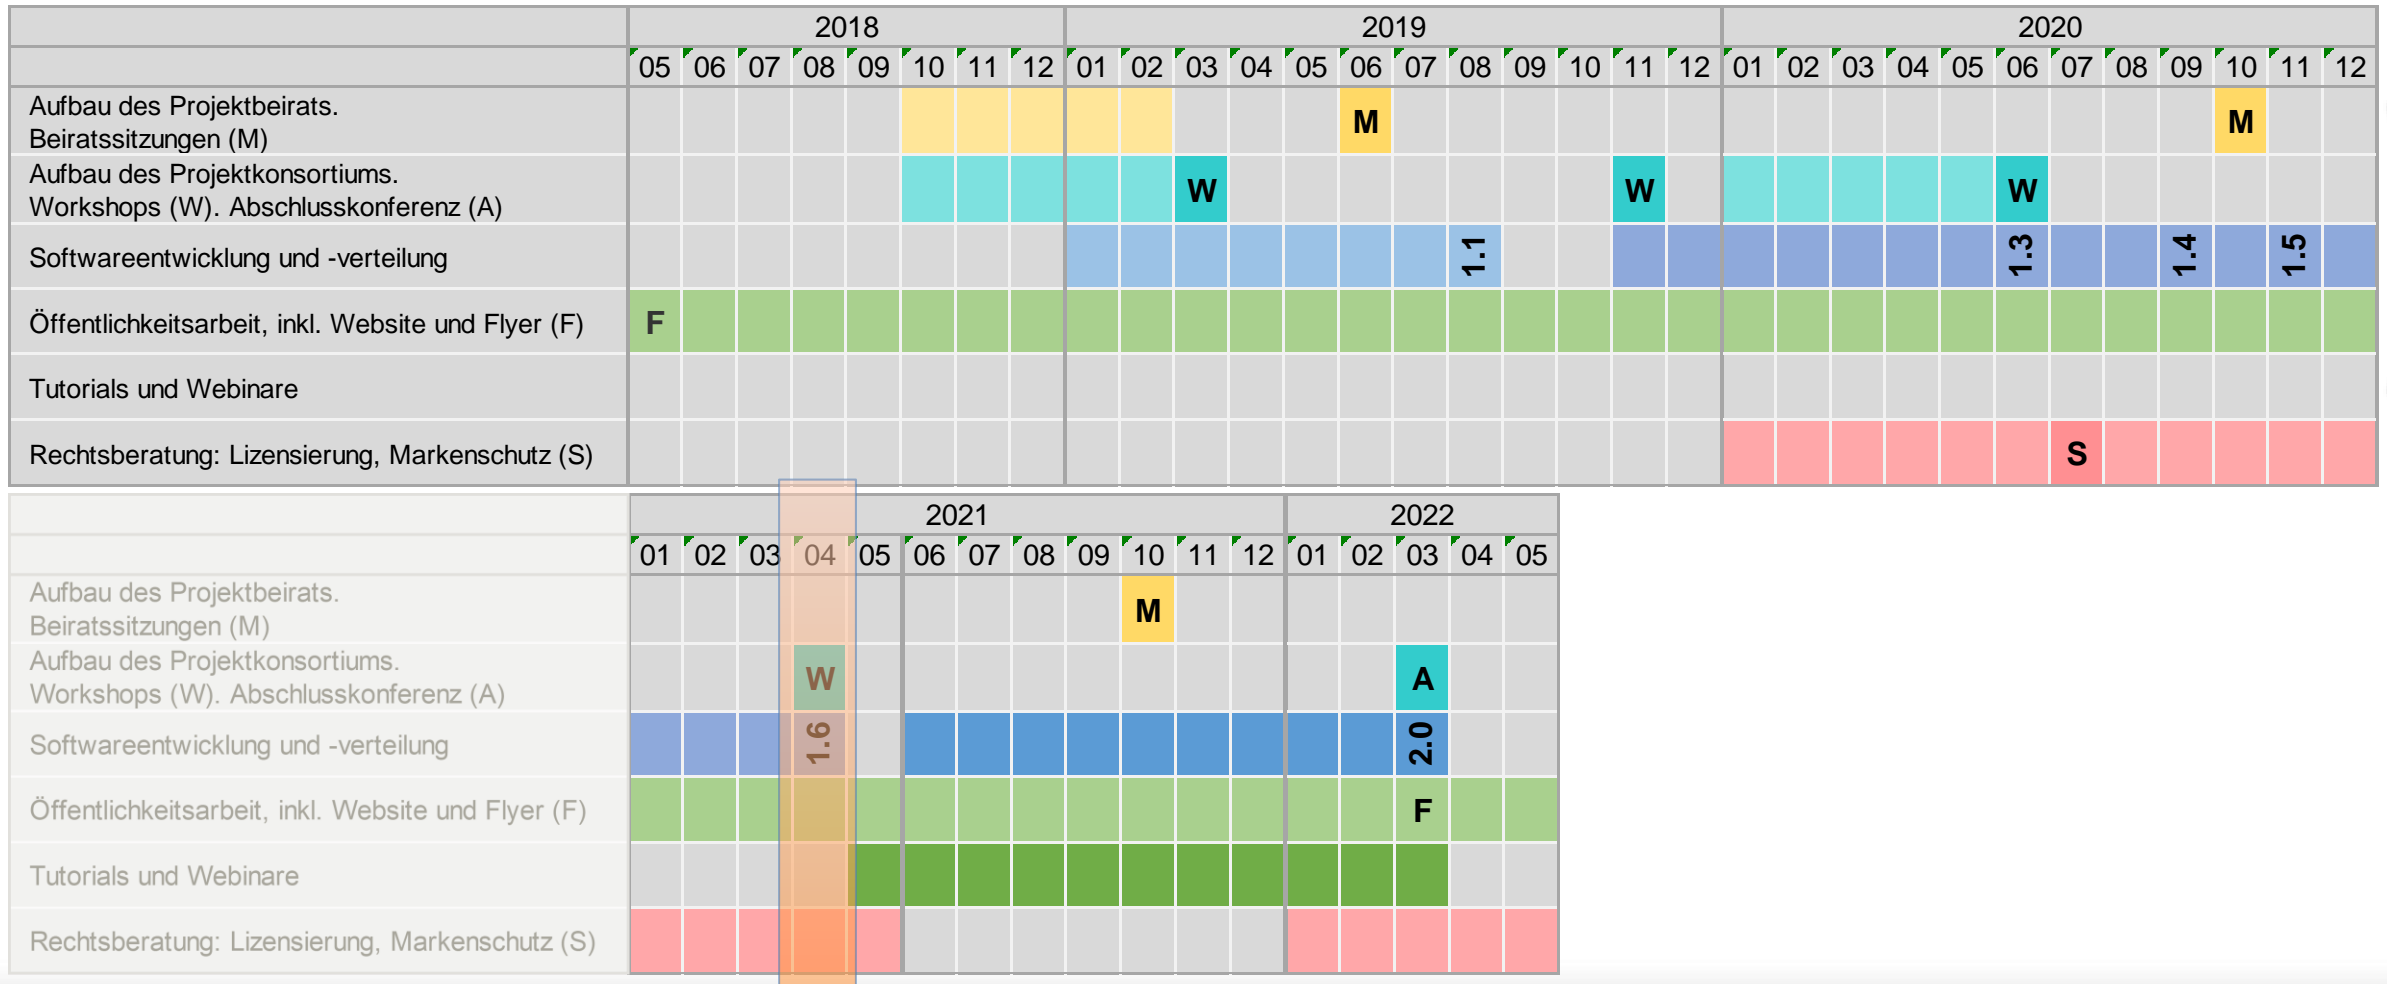 2018 2019 2020
05 06 07 08 09 10 11 12 01 02 03 04 05 06 07 08 09 10 11 12 01 02 03 04 05 06 07 08 09 10 11 12
Aufbau des Projektbeirats.
Beiratssitzungen (M)
M M
Aufbau des Projektkonsortiums.
Workshops (W). Abschlusskonferenz (A)
W W W
Softwareentwicklung und -verteilung 1.1 1.3 1.4 1.5
Öffentlichkeitsarbeit, inkl. Website und Flyer (F) F
Tutorials und Webinare
Rechtsberatung: Lizensierung, Markenschutz (S) S
2021 2022
01 02 03 04 05 06 07 08 09 10 11 12 01 02 03 04 05
Aufbau des Projektbeirats.
Beiratssitzungen (M)
M
Aufbau des Projektkonsortiums.
Workshops (W). Abschlusskonferenz (A)
W A
Softwareentwicklung und -verteilung 1.6 2.0
Öffentlichkeitsarbeit, inkl. Website und Flyer (F) F
Tutorials und Webinare
Rechtsberatung: Lizensierung, Markenschutz (S)